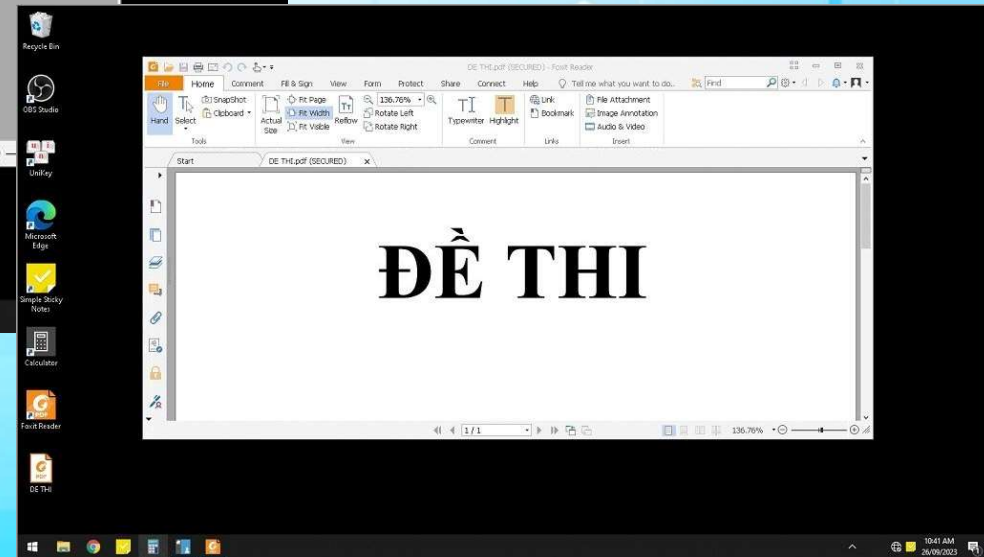 Recycle Bin
OBS Studio
UniKey
Microsoft
Edge
Simple Sticky
Notes
Calculator
Foxit Reader
DE THI
DE THI.pdf (SECURED) - Foxit Reader
File Home Comment Fill & Sign View Form Protect Share Connect Help Tell me what you want to do.. Find
Hand
Select
SnapShot
Clipboard
Tools
Actual
Size
Fit Page
Fit Width
Fit Visible
Reflow
136.76%
Rotate Left
Rotate Right
View
Typewriter
Highlight
Comment
Link
Bookmark
Links
File Attachment
Image Annotation
Audio & Video
Insert
Start DE THI.pdf (SECURED) x
ĐỀ THI
1 / 1 136.76%
10:41 AM
26/09/2023